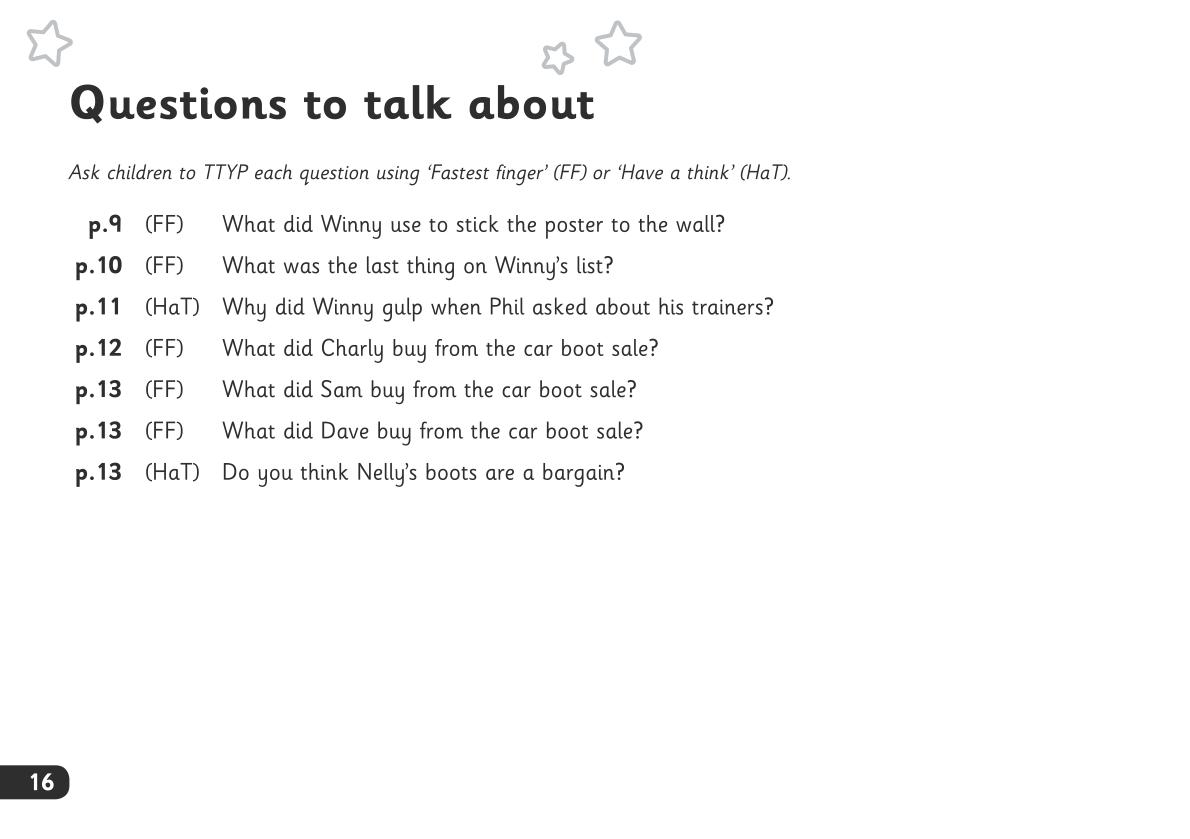 Questions to talk about
Ask children to TTYP each question using ‘Fastest finger’ (FF) or ‘Have a think’ (HaT).
p.9 (FF) What did Winny use to stick the poster to the wall?
p.10 (FF) What was the last thing on Winny’s list?
p.11 (HaT) Why did Winny gulp when Phil asked about his trainers?
p.12 (FF) What did Charly buy from the car boot sale?
p.13 (FF) What did Sam buy from the car boot sale?
p.13 (FF) What did Dave buy from the car boot sale?
p.13 (HaT) Do you think Nelly’s boots are a bargain?
16